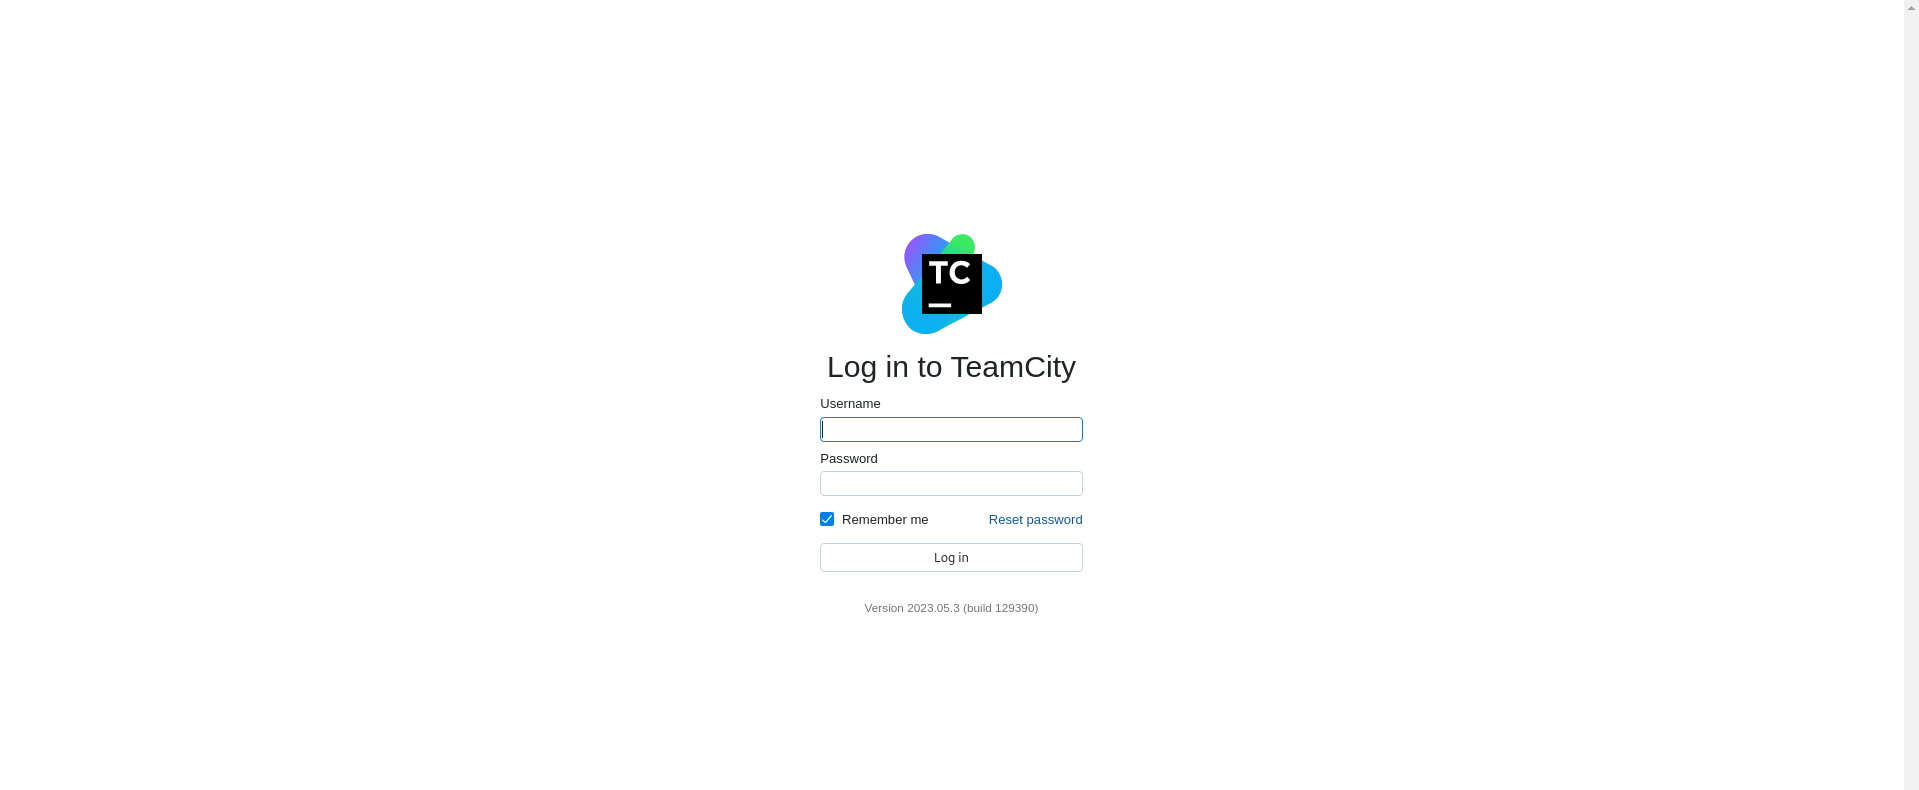 TC
Log in to TeamCity
Username
Password
Remember me Reset password
Log in
Version 2023.05.3 (build 129390)